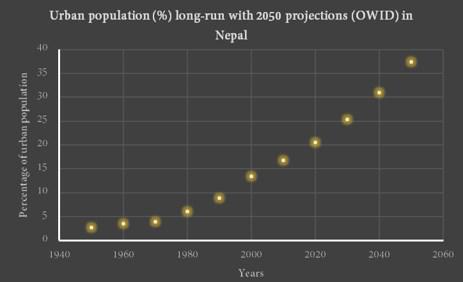 Urban population (%) long-run with 2050 projections (OWID) in
Nepal
40
35
30
25
20
15
10
5
0
Percentage of urban population
1940 1960 1980 2000 2020 2040 2060
Years